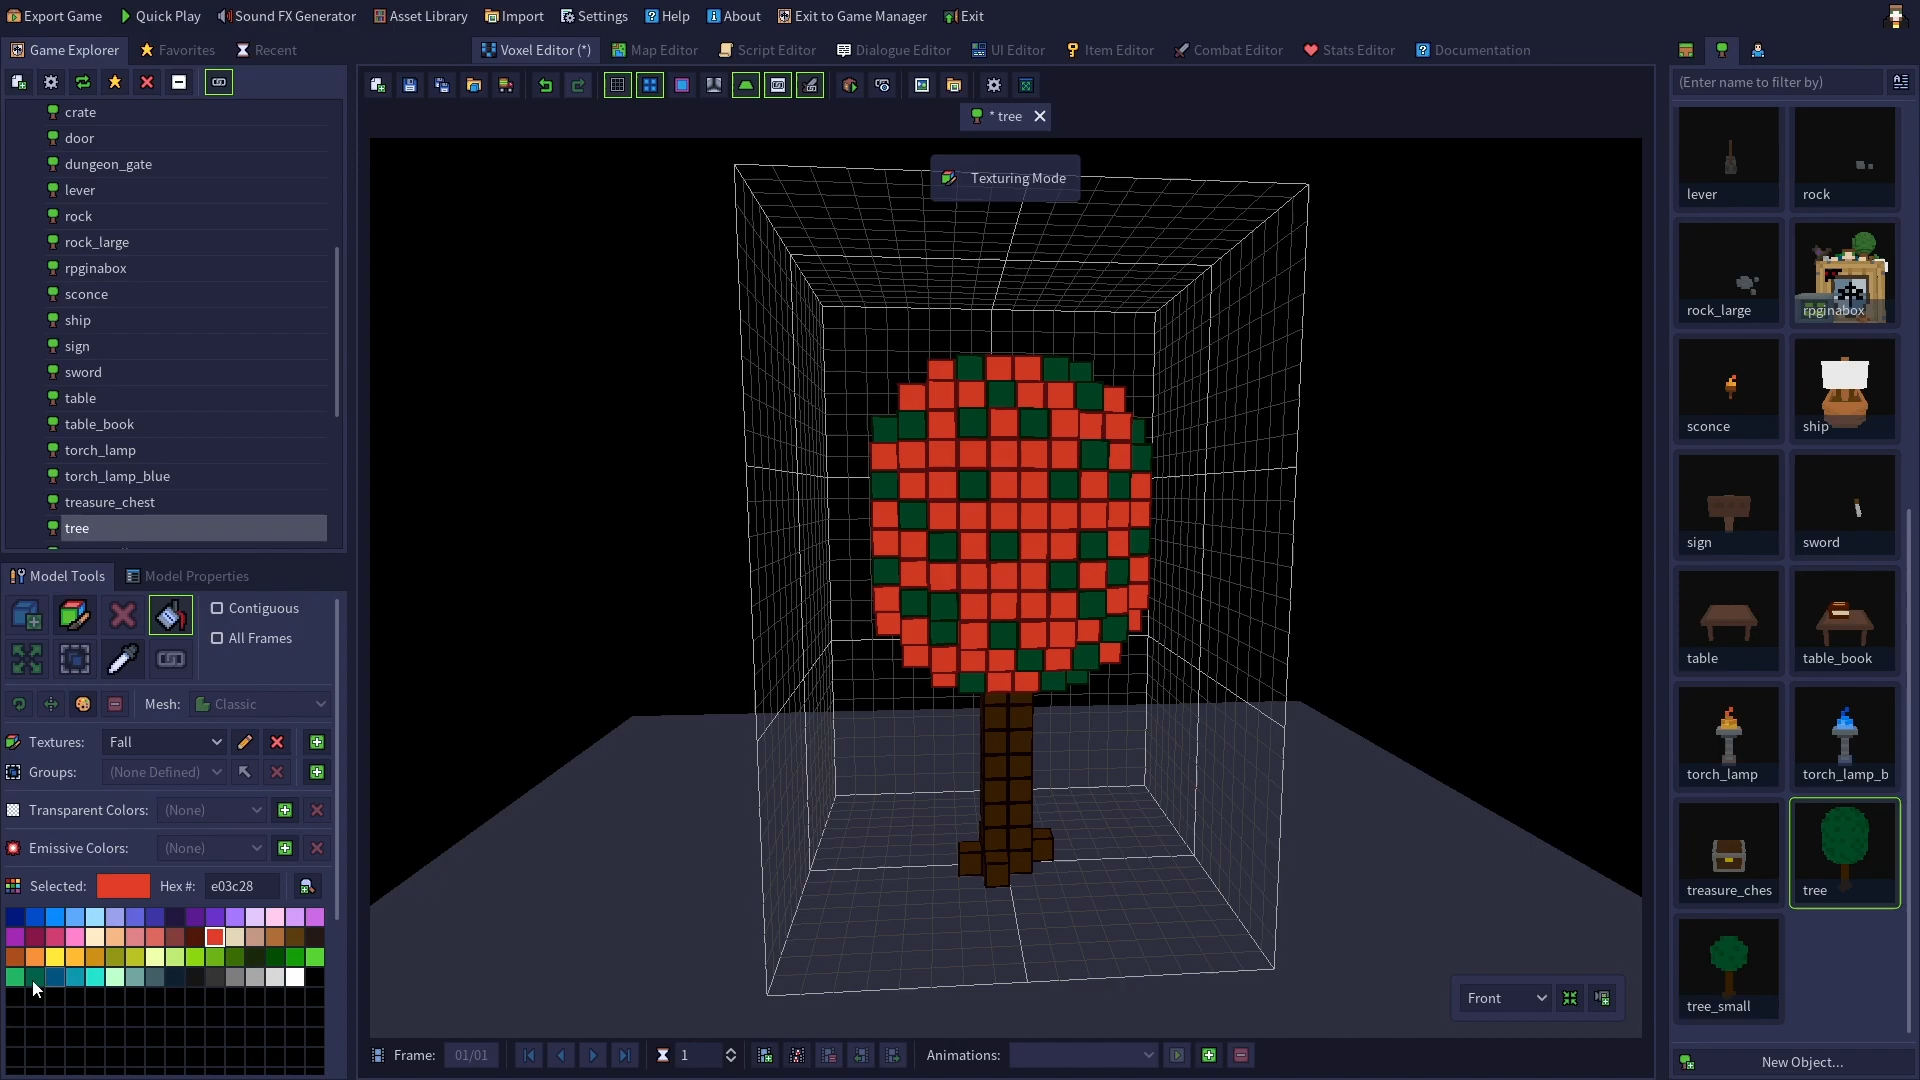 Export Game
Quick Play
Sound FX Generator
Asset Library
Import
Settings
Help
About
Exit to Game Manager
Exit
Game Explorer
Favorites
Recent
Voxel Editor (*)
Map Editor
Script Editor
Dialogue Editor
UI Editor
Item Editor
Combat Editor
Stats Editor
Documentation
(Enter name to filter by)
* tree
crate
door
dungeon_gate
lever
rock
rock_large
rpginabox
sconce
ship
sign
sword
table
table_book
torch_lamp
torch_lamp_blue
treasure_chest
tree
Model Tools
Model Properties
Contiguous
All Frames
Mesh:
Classic
Textures:
Fall
Groups:
(None Defined)
Transparent Colors:
(None)
Emissive Colors:
(None)
Selected:
Hex #:
e03c28
Texturing Mode
Front
Frame:
01/01
1
Animations:
lever
rock
rock_large
rpginabox
sconce
ship
sign
sword
table
table_book
torch_lamp
torch_lamp_b
treasure_ches
tree
tree_small
New Object...